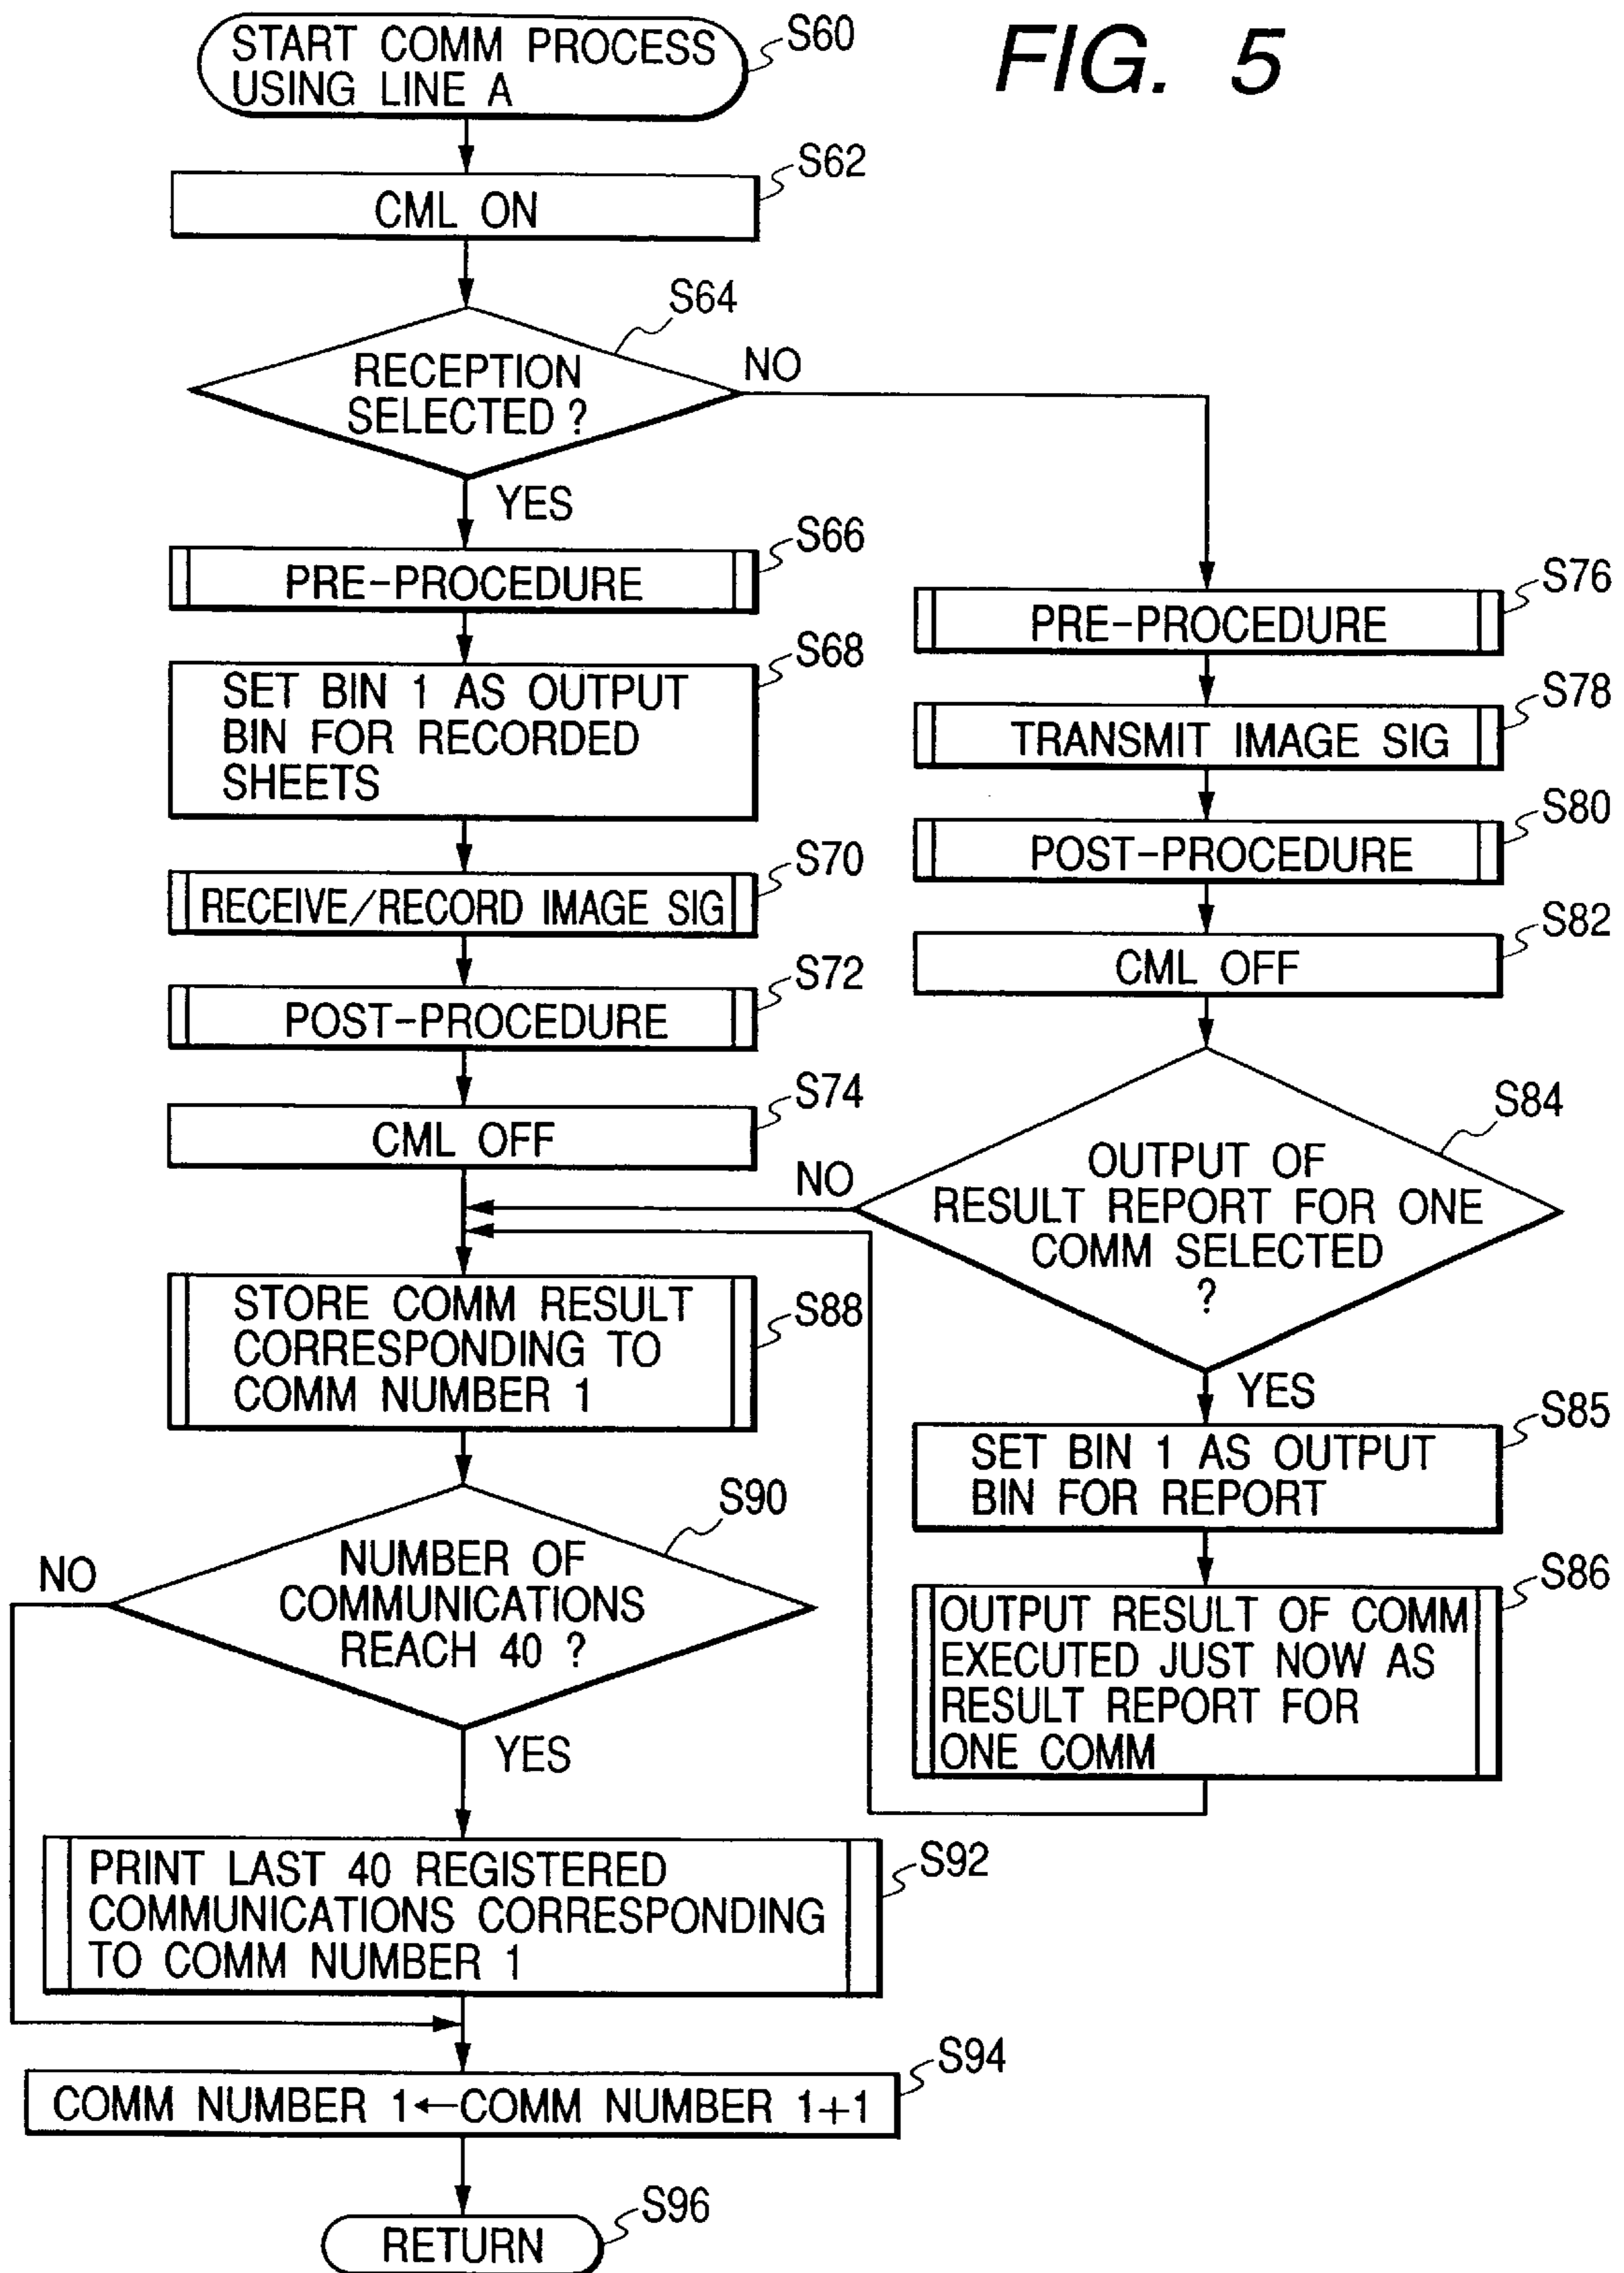 FIG. 5
START COMM PROCESS
USING LINE A
S60
CML ON
S62
RECEPTION
SELECTED ?
S64
NO
YES
PRE-PROCEDURE
S66
SET BIN 1 AS OUTPUT
BIN FOR RECORDED
SHEETS
S68
RECEIVE/RECORD IMAGE SIG
S70
POST-PROCEDURE
S72
CML OFF
S74
PRE-PROCEDURE
S76
TRANSMIT IMAGE SIG
S78
POST-PROCEDURE
S80
CML OFF
S82
OUTPUT OF
RESULT REPORT FOR ONE
COMM SELECTED
?
S84
NO
YES
SET BIN 1 AS OUTPUT
BIN FOR REPORT
S85
OUTPUT RESULT OF COMM
EXECUTED JUST NOW AS
RESULT REPORT FOR
ONE COMM
S86
STORE COMM RESULT
CORRESPONDING TO
COMM NUMBER 1
S88
NUMBER OF
COMMUNICATIONS
REACH 40 ?
S90
NO
YES
PRINT LAST 40 REGISTERED
COMMUNICATIONS CORRESPONDING
TO COMM NUMBER 1
S92
COMM NUMBER 1←COMM NUMBER 1+1
S94
RETURN
S96